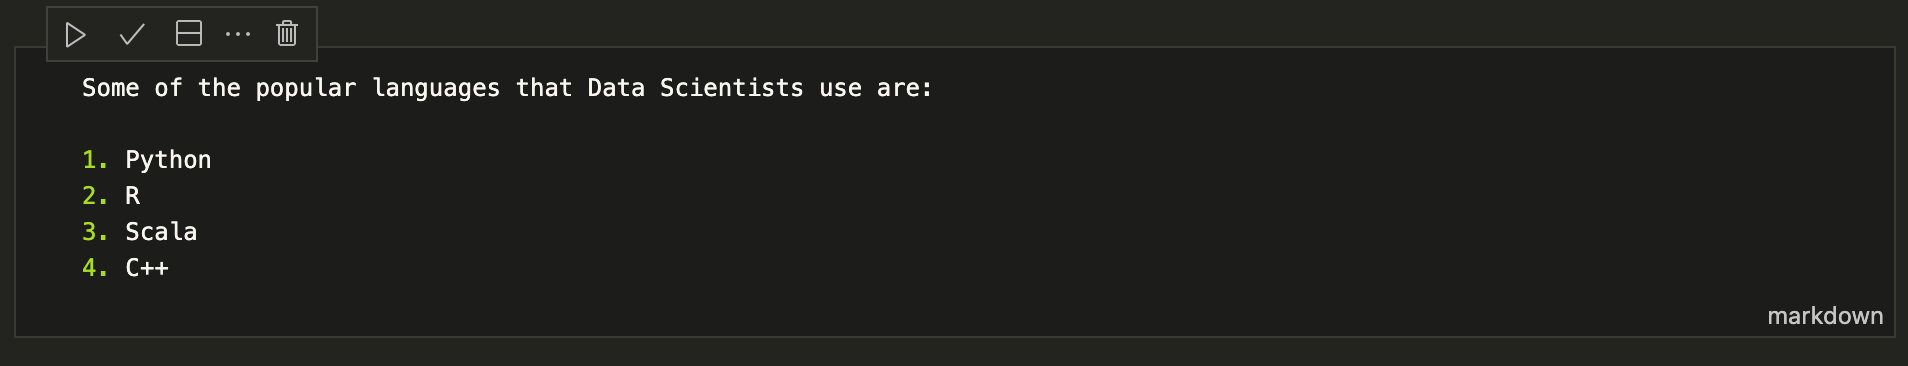 Some of the popular languages that Data Scientists use are:
1. Python
2. R
3. Scala
4. C++
markdown